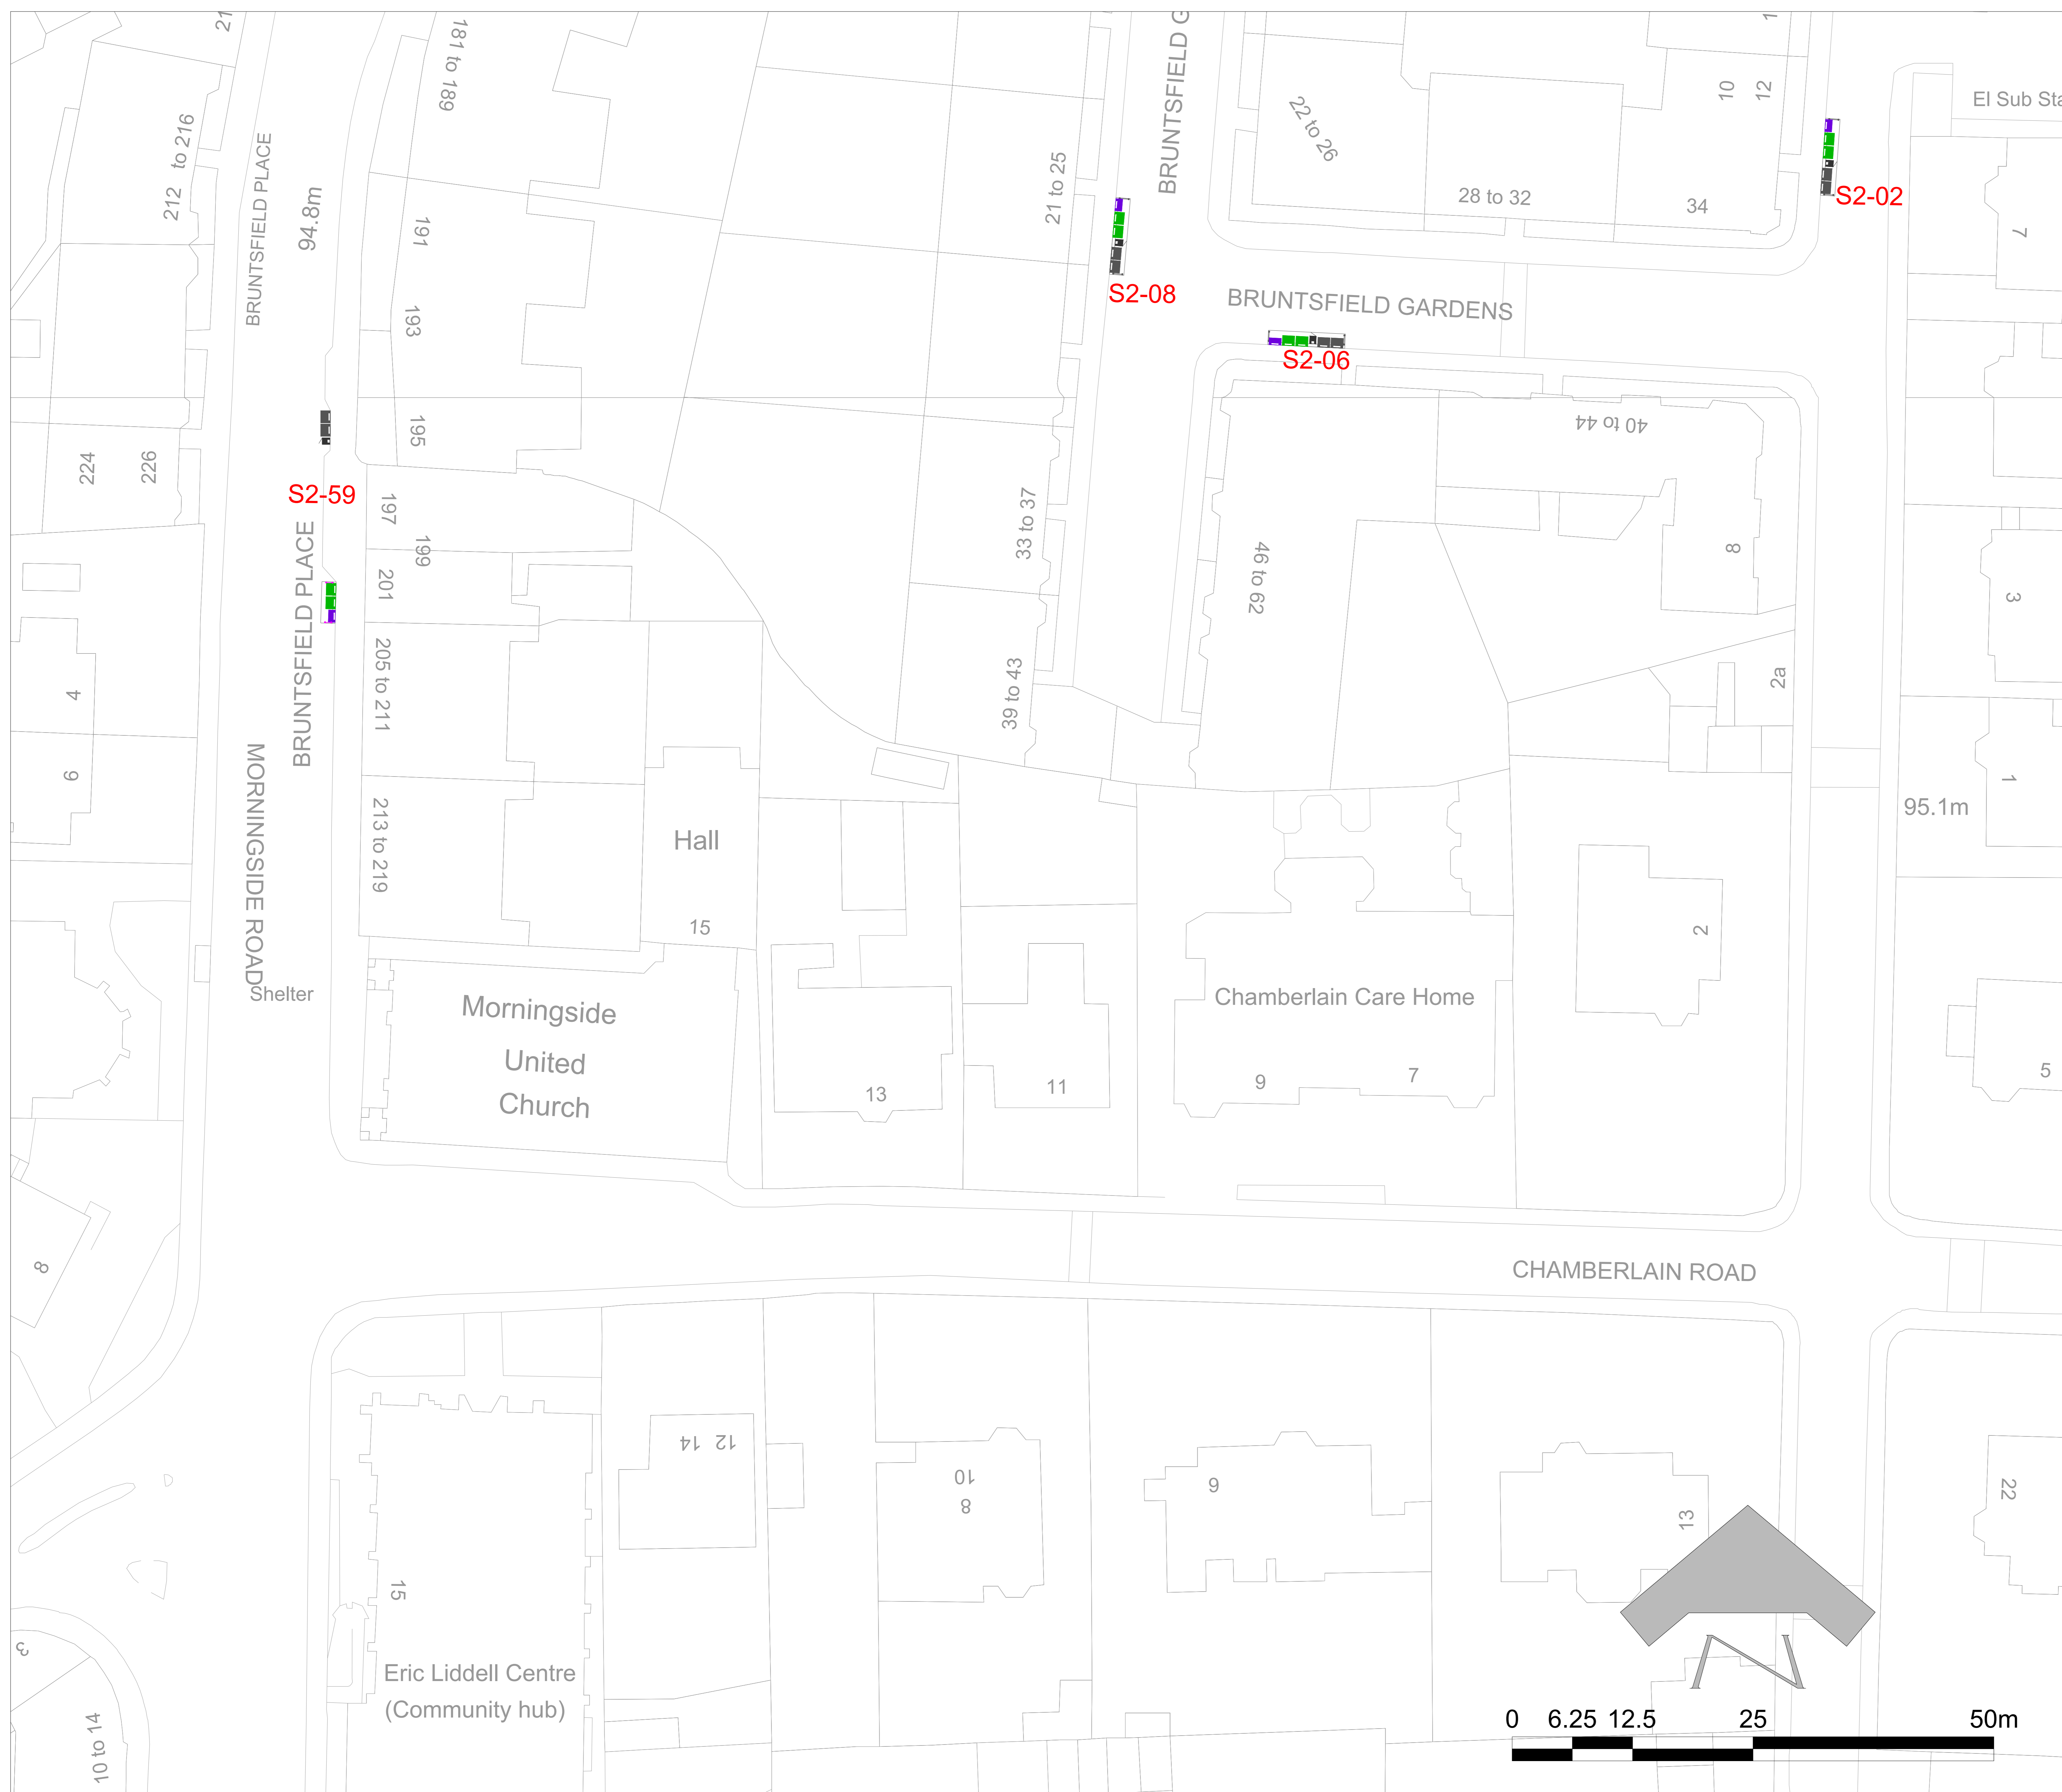 21
181 to 189
BRUNTSFIELD G
1
10
12
El Sub Sta
212 to 216
BRUNTSFIELD PLACE
94.8m
191
21 to 25
22 to 26
28 to 32
34
S2-02
7
193
S2-08
BRUNTSFIELD GARDENS
S2-06
195
40 to 44
224
226
S2-59
197
199
33 to 37
46 to 62
8
3
201
BRUNTSFIELD PLACE
205 to 211
39 to 43
2a
4
6
1
95.1m
MORNINGSIDE ROAD
213 to 219
Hall
15
2
Shelter
Morningside
United
Church
Chamberlain Care Home
13
11
9
7
5
8
CHAMBERLAIN ROAD
14
12
10
8
9
13
22
15
3
Eric Liddell Centre
(Community hub)
10 to 14
N
0 6.25 12.5 25 50m